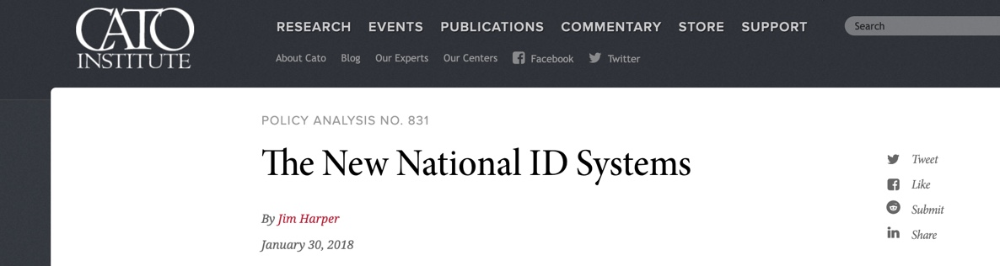 CATO
INSTITUTE
RESEARCH EVENTS PUBLICATIONS COMMENTARY STORE SUPPORT
Search
About Cato Blog Our Experts Our Centers Facebook Twitter
POLICY ANALYSIS NO. 831
The New National ID Systems
By Jim Harper
January 30, 2018
Tweet
Like
Submit
Share